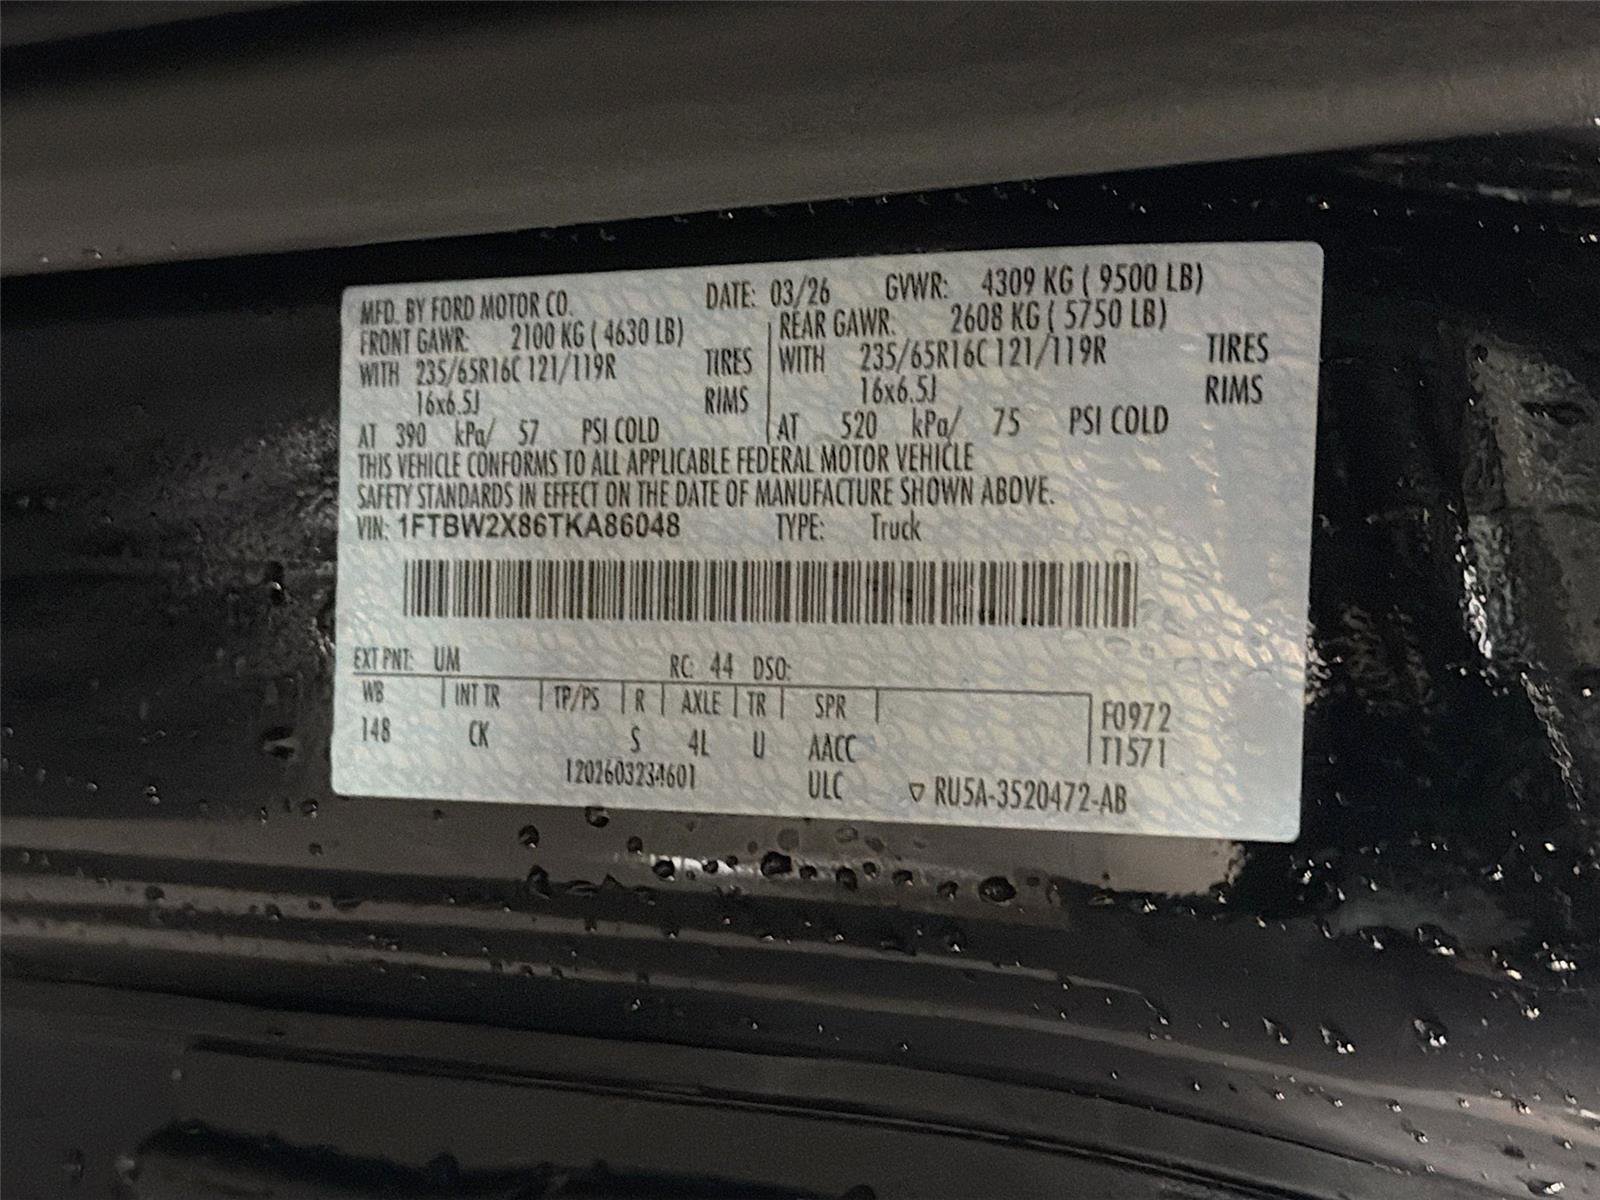 MFD. BY FORD MOTOR CO. DATE: 03/26 GVWR: 4309 KG ( 9500 LB)
FRONT GAWR: 2100 KG ( 4630 LB) REAR GAWR: 2608 KG ( 5750 LB)
WITH 235/65R16C 121/119R TIRES WITH 235/65R16C 121/119R TIRES
16x6.5J RIMS 16x6.5J RIMS
AT 390 kPa/ 57 PSI COLD AT 520 kPa/ 75 PSI COLD
THIS VEHICLE CONFORMS TO ALL APPLICABLE FEDERAL MOTOR VEHICLE
SAFETY STANDARDS IN EFFECT ON THE DATE OF MANUFACTURE SHOWN ABOVE.
VIN: 1FTBW2X86TKA86048 TYPE: Truck
EXT PNT: UM RC: 44 DSO:
WB INT TR TP/PS R AXLE TR SPR F0972
148 CK S 4L U AACC T1571
1202603234601 ULC RU5A-3520472-AB